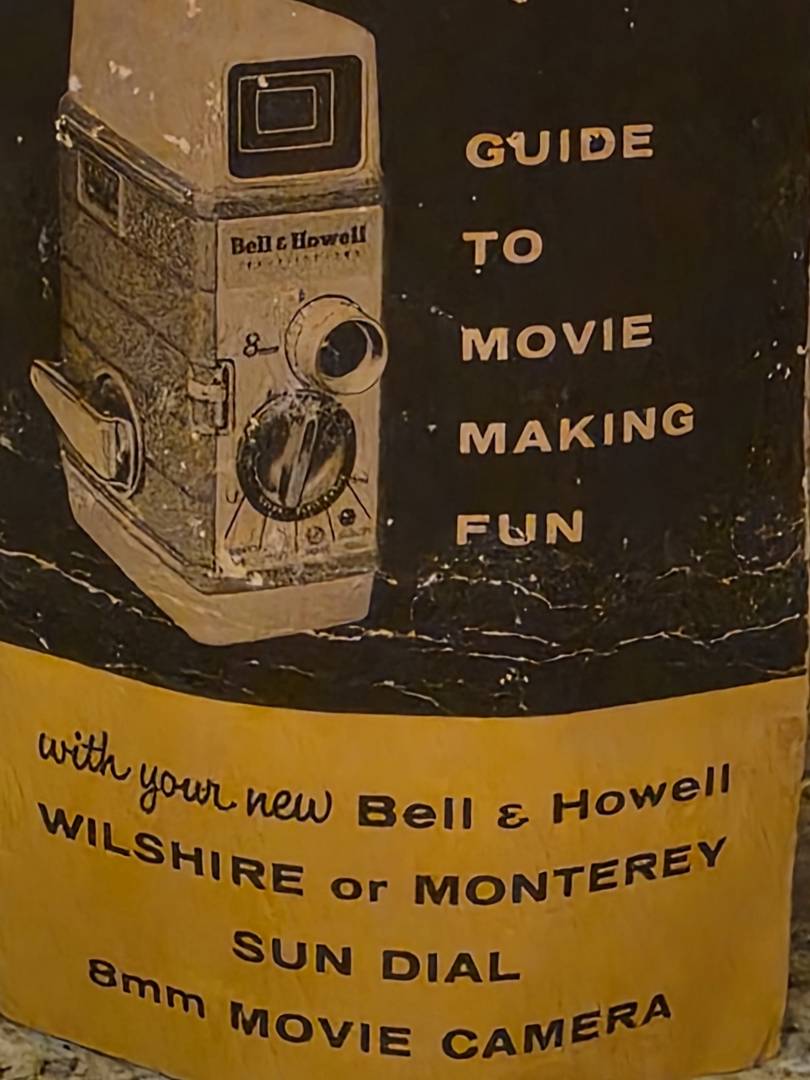 Bell & Howell
8mm
GUIDE
TO
MOVIE
MAKING
FUN
with your new Bell & Howell
WILSHIRE or MONTEREY
SUN DIAL
8mm MOVIE CAMERA